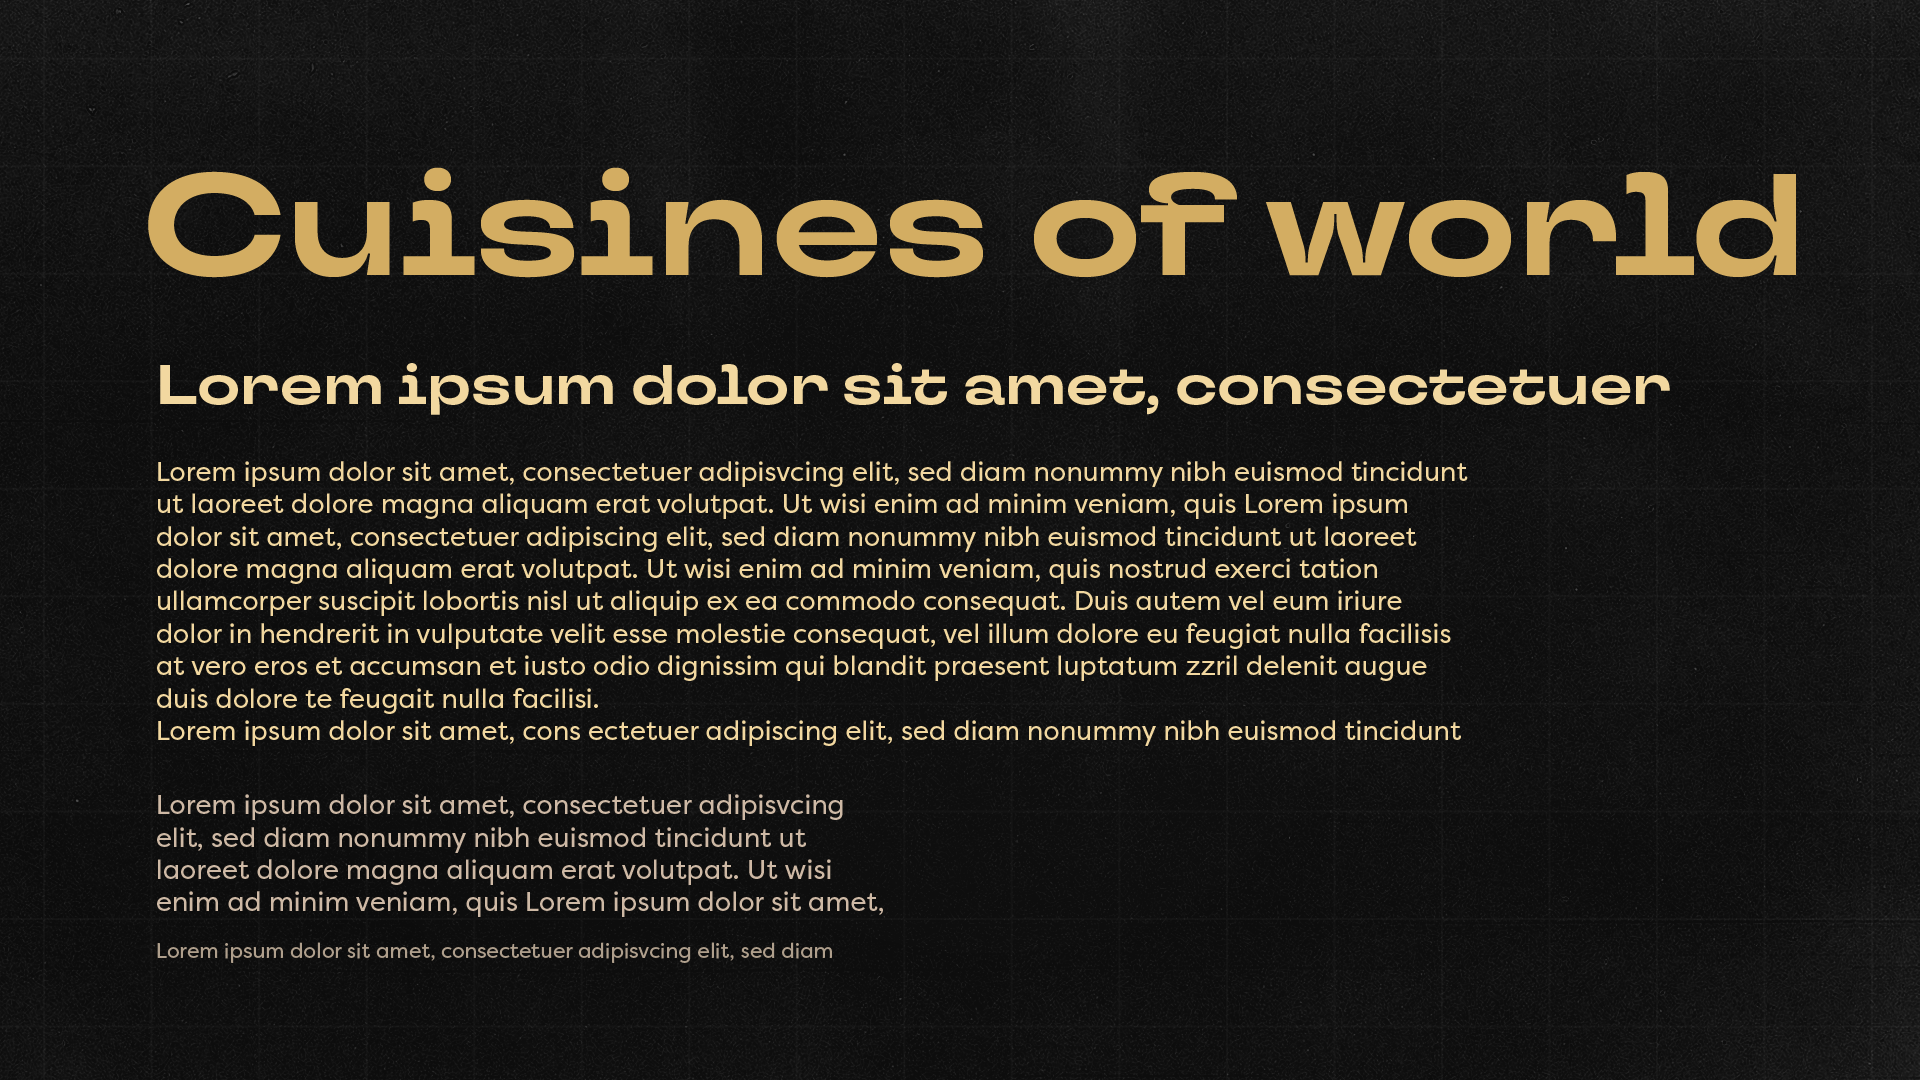 Cuisines of world
Lorem ipsum dolor sit amet, consectetuer
Lorem ipsum dolor sit amet, consectetuer adipisvcing elit, sed diam nonummy nibh euismod tincidunt
ut laoreet dolore magna aliquam erat volutpat. Ut wisi enim ad minim veniam, quis Lorem ipsum
dolor sit amet, consectetuer adipiscing elit, sed diam nonummy nibh euismod tincidunt ut laoreet
dolore magna aliquam erat volutpat. Ut wisi enim ad minim veniam, quis nostrud exerci tation
ullamcorper suscipit lobortis nisl ut aliquip ex ea commodo consequat. Duis autem vel eum iriure
dolor in hendrerit in vulputate velit esse molestie consequat, vel illum dolore eu feugiat nulla facilisis
at vero eros et accumsan et iusto odio dignissim qui blandit praesent luptatum zzril delenit augue
duis dolore te feugait nulla facilisi.
Lorem ipsum dolor sit amet, cons ectetuer adipiscing elit, sed diam nonummy nibh euismod tincidunt
Lorem ipsum dolor sit amet, consectetuer adipisvcing
elit, sed diam nonummy nibh euismod tincidunt ut
laoreet dolore magna aliquam erat volutpat. Ut wisi
enim ad minim veniam, quis Lorem ipsum dolor sit amet,
Lorem ipsum dolor sit amet, consectetuer adipisvcing elit, sed diam